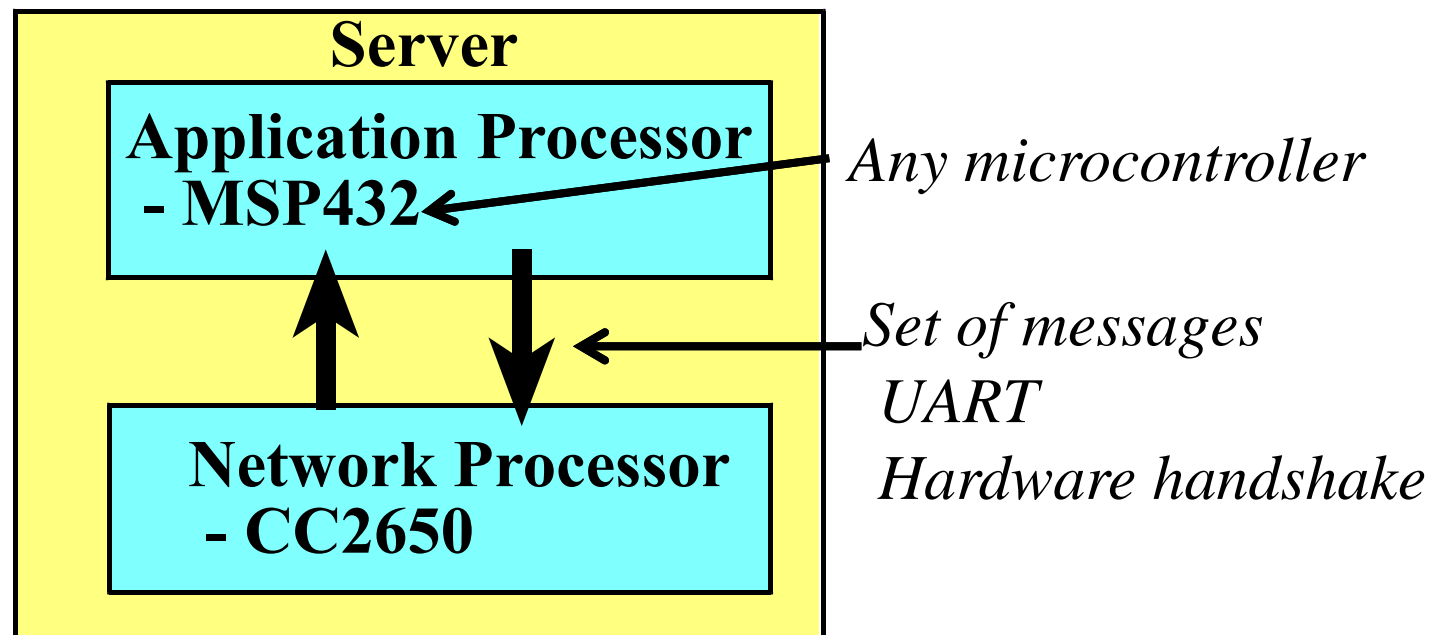 Server
Application Processor
- MSP432
Any microcontroller
Set of messages
UART
Hardware handshake
Network Processor
- CC2650